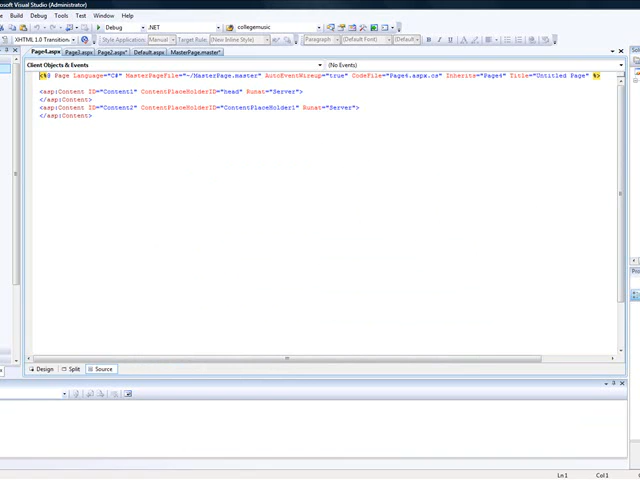 osoft Visual Studio (Administrator)
Build Debug Tools Test Window Help
Debug .NET collegemusic
XHTML 1.0 Transition Style Application: Manual Target Rule: (New Inline Style) Paragraph (Default Font) (Default B I U
Page4.aspx Page3.aspx Page2.aspx* Default.aspx MasterPage.master*
Client Objects & Events (No Events)
<%@ Page Language="C#" MasterPageFile="~/MasterPage.master" AutoEventWireup="true" CodeFile="Page4.aspx.cs" Inherits="Page4" Title="Untitled Page" %>
<asp:Content ID="Content1" ContentPlaceHolderID="head" Runat="Server">
</asp:Content>
<asp:Content ID="Content2" ContentPlaceHolderID="ContentPlaceHolder1" Runat="Server">
</asp:Content>
Design Split Source
Ln 1 Col 1